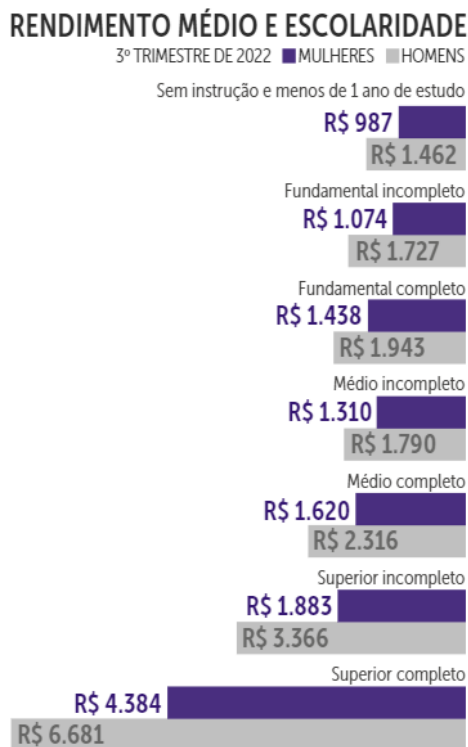 RENDIMENTO MÉDIO E ESCOLARIDADE
3º TRIMESTRE DE 2022 MULHERES HOMENS
Sem instrução e menos de 1 ano de estudo
R$ 987
R$ 1.462
Fundamental incompleto
R$ 1.074
R$ 1.727
Fundamental completo
R$ 1.438
R$ 1.943
Médio incompleto
R$ 1.310
R$ 1.790
Médio completo
R$ 1.620
R$ 2.316
Superior incompleto
R$ 1.883
R$ 3.366
Superior completo
R$ 4.384
R$ 6.681